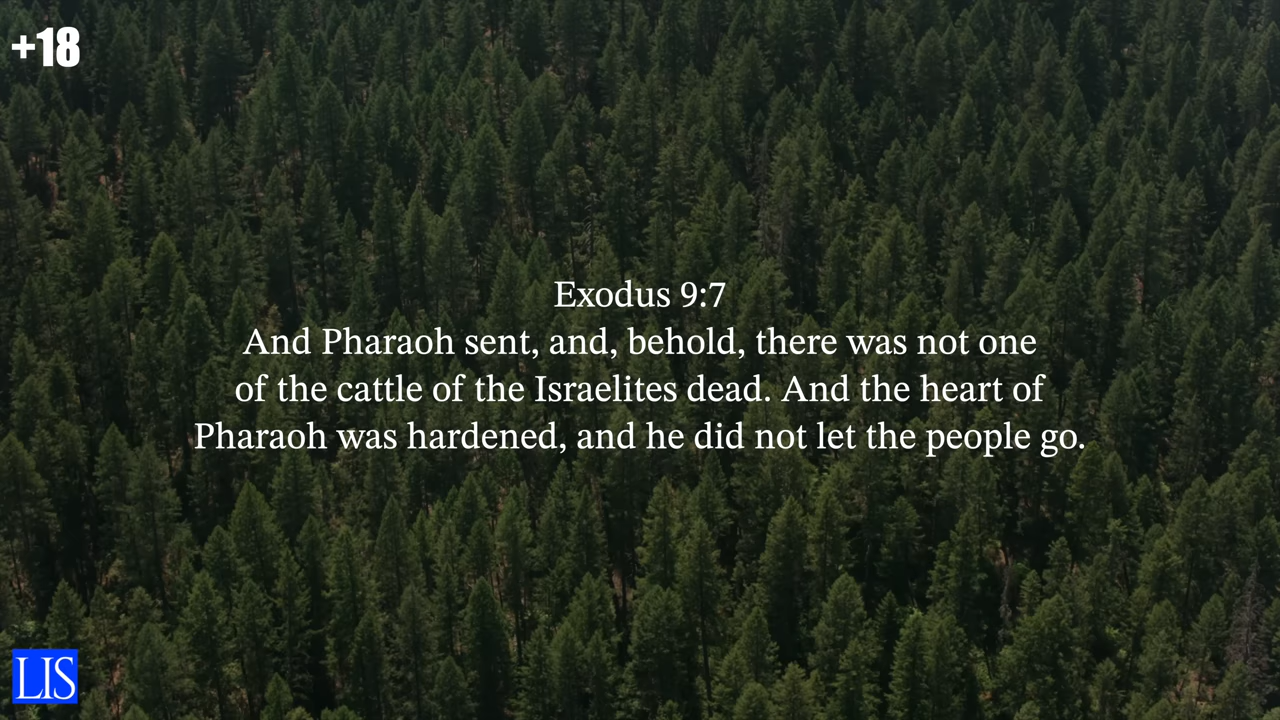 +18
Exodus 9:7
And Pharaoh sent, and, behold, there was not one
of the cattle of the Israelites dead. And the heart of
Pharaoh was hardened, and he did not let the people go.
LIS